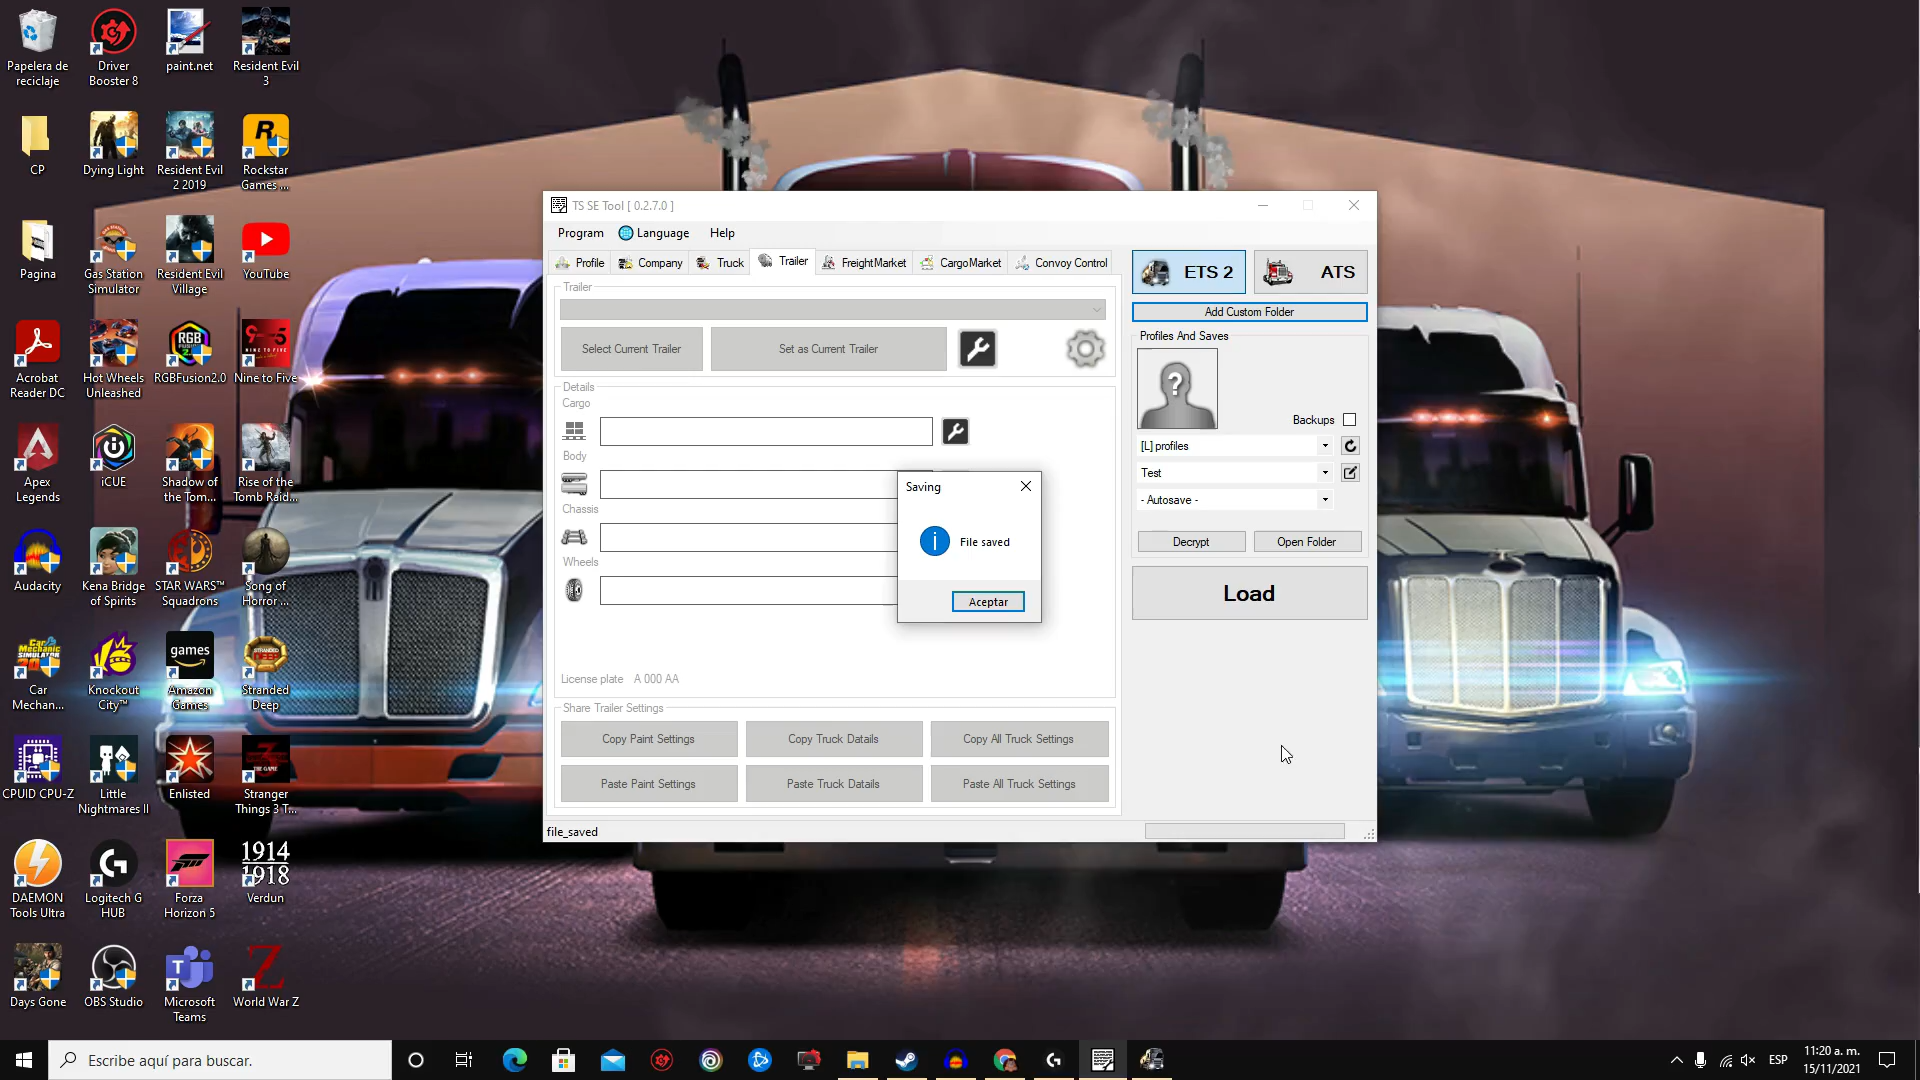 Papelera de
reciclaje
Driver
Booster 8
paint.net
Resident Evil
3
CP
Dying Light
Resident Evil
2 2019
R
Rockstar
Games ...
Pagina
Gas Station
Simulator
Resident Evil
Village
YouTube
Acrobat
Reader DC
Hot Wheels
Unleashed
RGB
FUSION
2.0
RGBFusion2.0
9 to 5
Nine to Five
Apex
Legends
iCUE
Shadow of
the Tom...
Rise of the
Tomb Raid...
Audacity
Kena Bridge
of Spirits
STAR WARS™
Squadrons
Song of
Horror ...
Car
Mechan...
Knockout
City™
games
Amazon
Games
Stranded
Deep
CPUID CPU-Z
Little
Nightmares II
Enlisted
Stranger
Things 3 T...
DAEMON
Tools Ultra
Logitech G
HUB
Forza
Horizon 5
1914
1918
Verdun
Days Gone
OBS Studio
Microsoft
Teams
World War Z
TS SE Tool [ 0.2.7.0 ]
Program
Language
Help
Profile
Company
Truck
Trailer
FreightMarket
CargoMarket
Convoy Control
Trailer
Select Current Trailer
Set as Current Trailer
Details
Cargo
Body
Chassis
Wheels
License plate A 000 AA
Share Trailer Settings
Copy Paint Settings
Copy Truck Datails
Copy All Truck Settings
Paste Paint Settings
Paste Truck Datails
Paste All Truck Settings
file_saved
ETS 2
ATS
Add Custom Folder
Profiles And Saves
?
Backups
[L] profiles
Test
- Autosave -
Decrypt
Open Folder
Load
Saving
File saved
Aceptar
Escribe aquí para buscar.
ESP
11:20 a. m.
15/11/2021